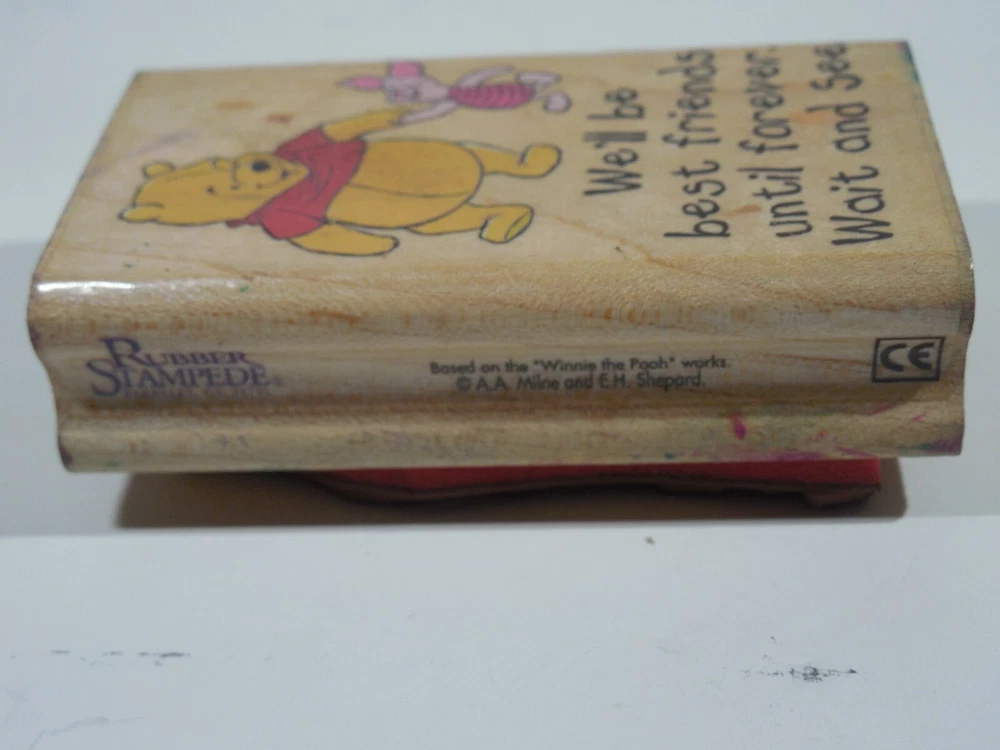 We'll be
best friends
until forever.
Wait and see
RUBBER
STAMPEDE®
Based on the "Winnie the Pooh" works.
© A.A. Milne and E.H. Shepard.
CE